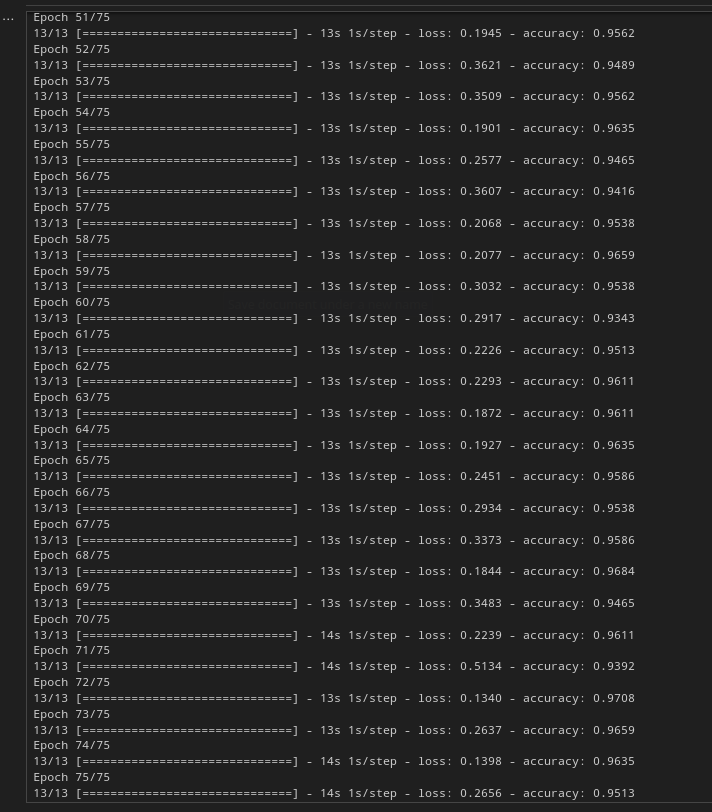 ...
Epoch 51/75
13/13 [==============================] - 13s 1s/step - loss: 0.1945 - accuracy: 0.9562
Epoch 52/75
13/13 [==============================] - 13s 1s/step - loss: 0.3621 - accuracy: 0.9489
Epoch 53/75
13/13 [==============================] - 13s 1s/step - loss: 0.3509 - accuracy: 0.9562
Epoch 54/75
13/13 [==============================] - 13s 1s/step - loss: 0.1901 - accuracy: 0.9635
Epoch 55/75
13/13 [==============================] - 13s 1s/step - loss: 0.2577 - accuracy: 0.9465
Epoch 56/75
13/13 [==============================] - 13s 1s/step - loss: 0.3607 - accuracy: 0.9416
Epoch 57/75
13/13 [==============================] - 13s 1s/step - loss: 0.2068 - accuracy: 0.9538
Epoch 58/75
13/13 [==============================] - 13s 1s/step - loss: 0.2077 - accuracy: 0.9659
Epoch 59/75
13/13 [==============================] - 13s 1s/step - loss: 0.3032 - accuracy: 0.9538
Epoch 60/75
13/13 [==============================] - 13s 1s/step - loss: 0.2917 - accuracy: 0.9343
Epoch 61/75
13/13 [==============================] - 13s 1s/step - loss: 0.2226 - accuracy: 0.9513
Epoch 62/75
13/13 [==============================] - 13s 1s/step - loss: 0.2293 - accuracy: 0.9611
Epoch 63/75
13/13 [==============================] - 13s 1s/step - loss: 0.1872 - accuracy: 0.9611
Epoch 64/75
13/13 [==============================] - 13s 1s/step - loss: 0.1927 - accuracy: 0.9635
Epoch 65/75
13/13 [==============================] - 13s 1s/step - loss: 0.2451 - accuracy: 0.9586
Epoch 66/75
13/13 [==============================] - 13s 1s/step - loss: 0.2934 - accuracy: 0.9538
Epoch 67/75
13/13 [==============================] - 13s 1s/step - loss: 0.3373 - accuracy: 0.9586
Epoch 68/75
13/13 [==============================] - 13s 1s/step - loss: 0.1844 - accuracy: 0.9684
Epoch 69/75
13/13 [==============================] - 13s 1s/step - loss: 0.3483 - accuracy: 0.9465
Epoch 70/75
13/13 [==============================] - 14s 1s/step - loss: 0.2239 - accuracy: 0.9611
Epoch 71/75
13/13 [==============================] - 14s 1s/step - loss: 0.5134 - accuracy: 0.9392
Epoch 72/75
13/13 [==============================] - 13s 1s/step - loss: 0.1340 - accuracy: 0.9708
Epoch 73/75
13/13 [==============================] - 13s 1s/step - loss: 0.2637 - accuracy: 0.9659
Epoch 74/75
13/13 [==============================] - 14s 1s/step - loss: 0.1398 - accuracy: 0.9635
Epoch 75/75
13/13 [==============================] - 14s 1s/step - loss: 0.2656 - accuracy: 0.9513